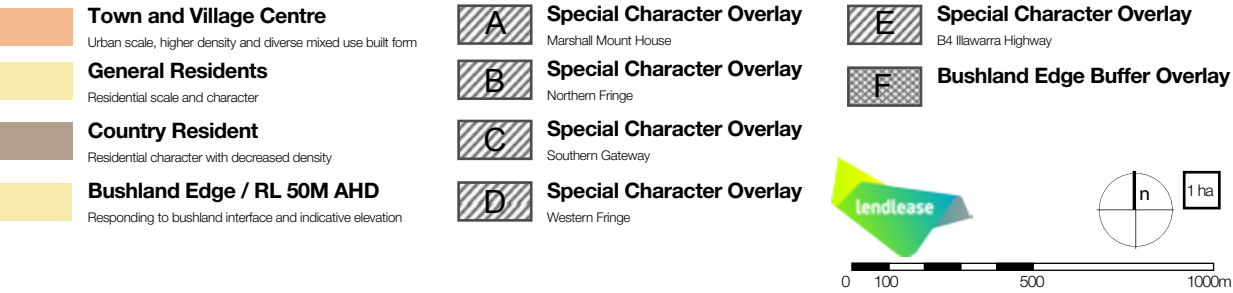 Town and Village Centre
Urban scale, higher density and diverse mixed use built form
General Residents
Residential scale and character
Country Resident
Residential character with decreased density
Bushland Edge / RL 50M AHD
Responding to bushland interface and indicative elevation
A
Special Character Overlay
Marshall Mount House
B
Special Character Overlay
Northern Fringe
C
Special Character Overlay
Southern Gateway
D
Special Character Overlay
Western Fringe
E
Special Character Overlay
B4 Illawarra Highway
F
Bushland Edge Buffer Overlay
lendlease
n
1 ha
0 100 500 1000m